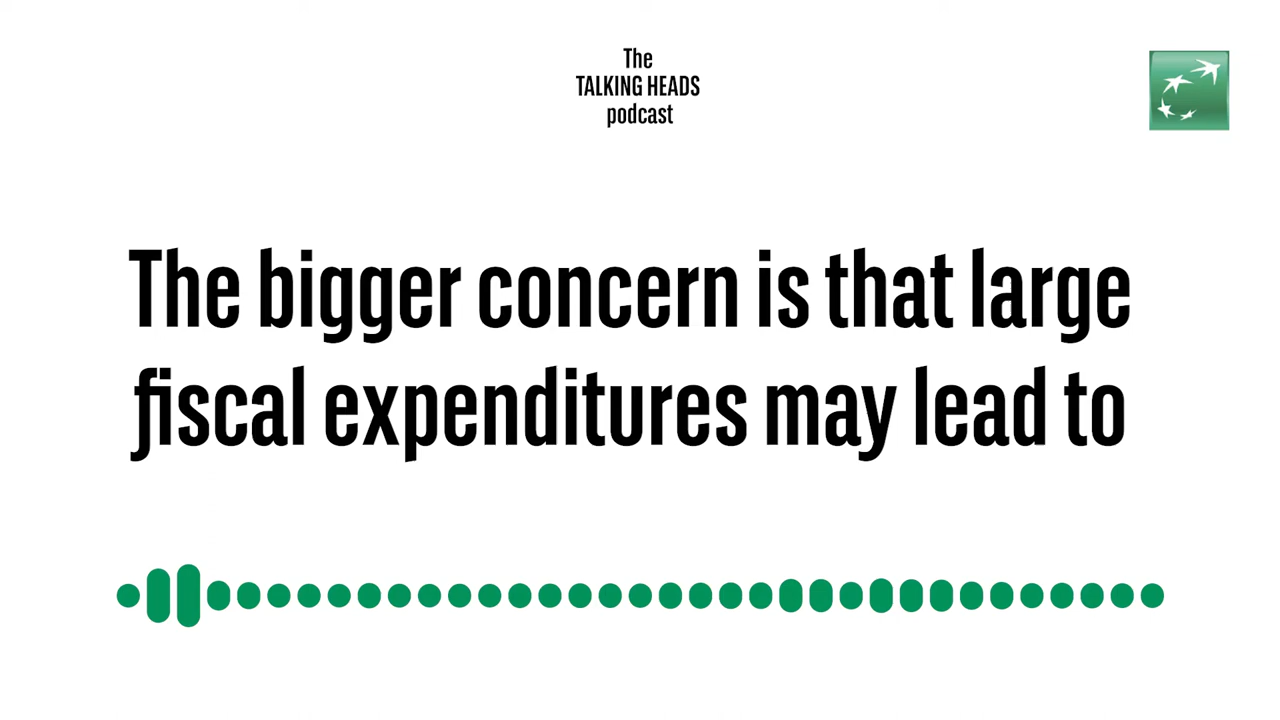 The
TALKING HEADS
podcast
The bigger concern is that large
fiscal expenditures may lead to